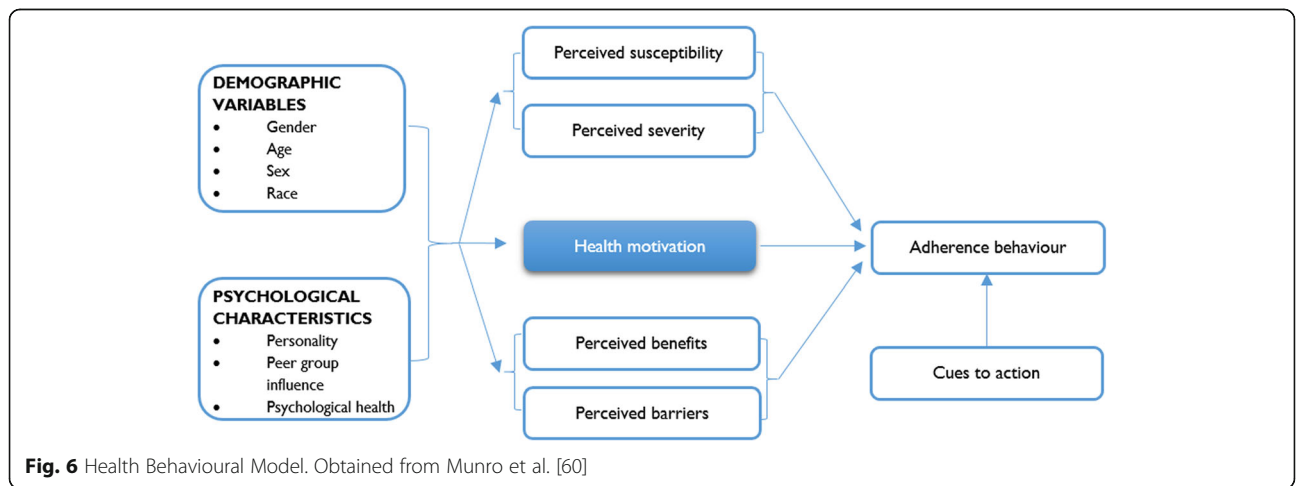 DEMOGRAPHIC
VARIABLES
• Gender
• Age
• Sex
• Race
PSYCHOLOGICAL
CHARACTERISTICS
• Personality
• Peer group
influence
• Psychological health
Perceived susceptibility
Perceived severity
Health motivation
Perceived benefits
Perceived barriers
Adherence behaviour
Cues to action
Fig. 6 Health Behavioural Model. Obtained from Munro et al. [60]